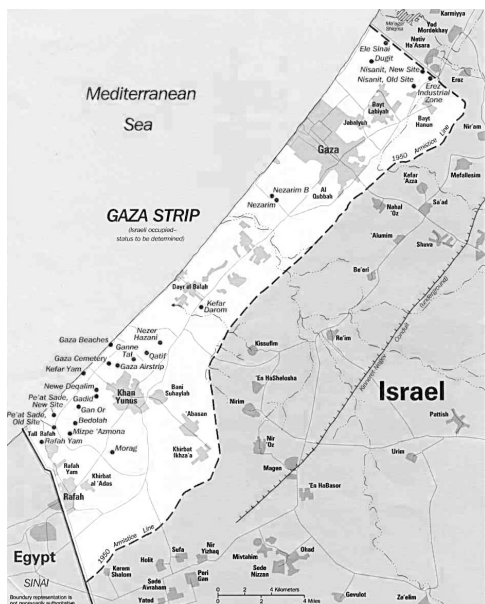 Karmiyya
Yad
Mordekhay
Netiv
Ha'Asara
Ele Sinai
Dugit
Nisanit, New Site
Nisanit, Old Site
Erez
Erez
Industrial
Zone
Mediterranean
Sea
Bayt
Lahiyah
Jabaliyah
Bayt
Hanun
Nir'am
Gaza
1950 Armistice Line
Mefallesim
Kefar
'Azza
Nezarim B
Nezarim
Al
Qubbah
Nahal
'Oz
Sa'ad
GAZA STRIP
(Israeli occupied–
status to be determined)
'Alumim
Shuva
Be'eri
(underground)
Dayr al Balah
Kefar
Darom
Conduit
Re'im
Nezer
Hazani
Gaza Beaches
Ganne
Tal
Qatif
Kissufim
Gaza Cemetery
Gaza Airstrip
Kefar Yam
'En HaShelosha
Israel
Newe Deqalim
Khan
Yunus
Bani
Suhaylah
Pe'at Sade,
New Site
Gadid
Gan Or
Nirim
'Abasan
Pattish
Pe'at Sade,
Old Site
Bedolah
Mizpe 'Azmona
Rafah Yam
Khirbat
Ikhza'a
Nir
'Oz
Morag
Urim
Magen
Rafah
Yam
Khirbat
al 'Adas
'En HaBasor
Rafah
1950 Armistice Line
Egypt
SINAI
Nir
Yizhaq
Sufa
Holit
Mivtahim
Ohad
Kerem
Shalom
Peri
Gan
Sede
Nizzan
Sede
Avraham
Yated
0 2 4 Kilometers
0 2 4 Miles
Gevulot
Ze'elim
Boundary representation is
not necessarily authoritative